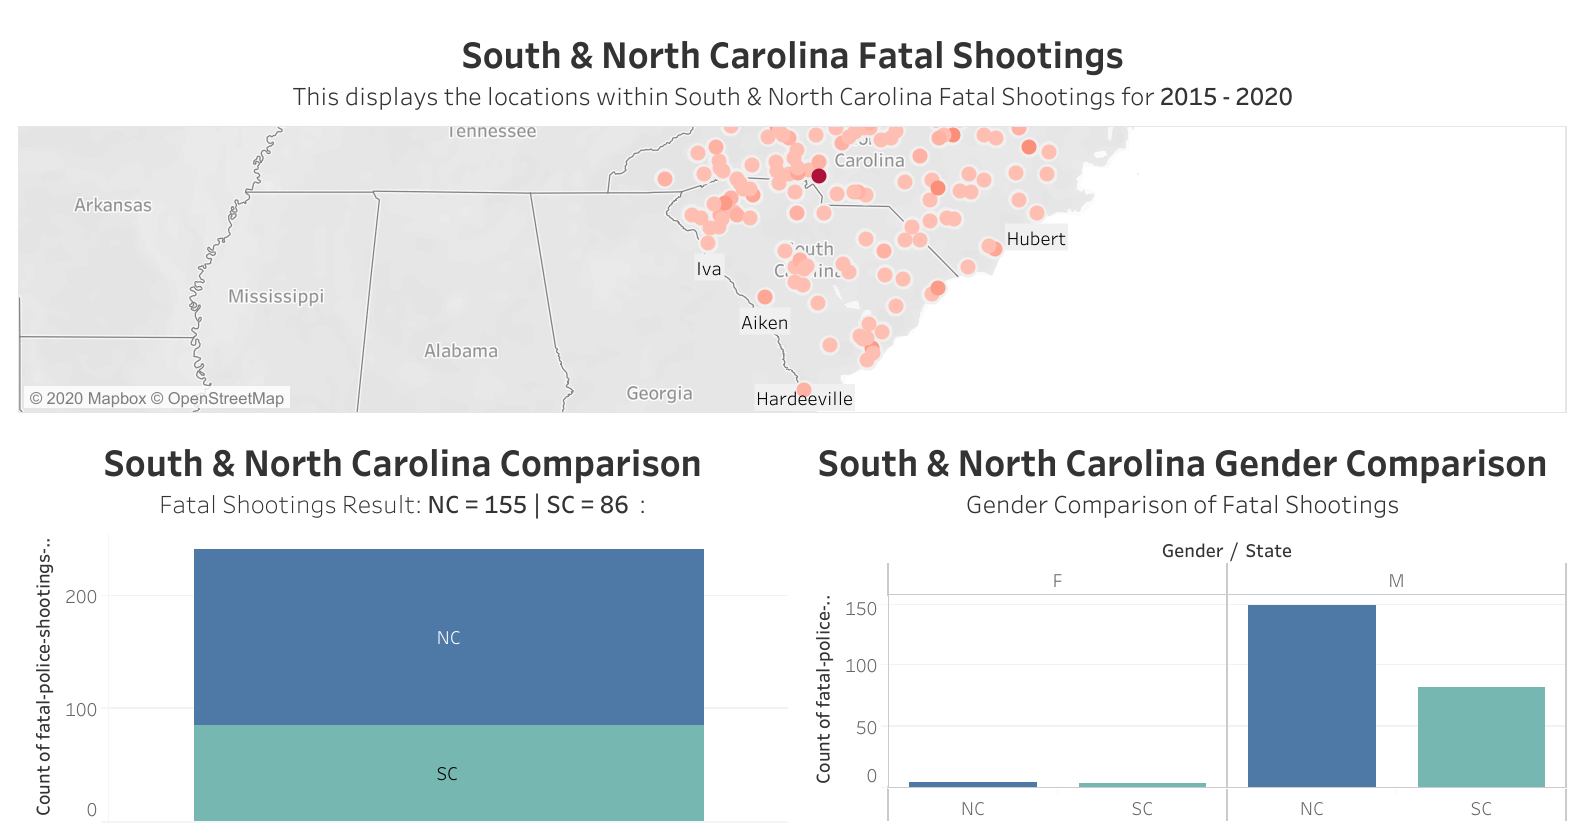 South & North Carolina Fatal Shootings
This displays the locations within South & North Carolina Fatal Shootings for 2015 - 2020
Tennessee
Carolina
Arkansas
Hubert
South
Carolina
Iva
Mississippi
Aiken
Alabama
Georgia
Hardeeville
© 2020 Mapbox © OpenStreetMap
South & North Carolina Comparison
Fatal Shootings Result: NC = 155 | SC = 86 :
Count of fatal-police-shootings-..
200
100
0
NC
SC
South & North Carolina Gender Comparison
Gender Comparison of Fatal Shootings
Gender / State
F
M
Count of fatal-police-..
150
100
50
0
NC
SC
NC
SC